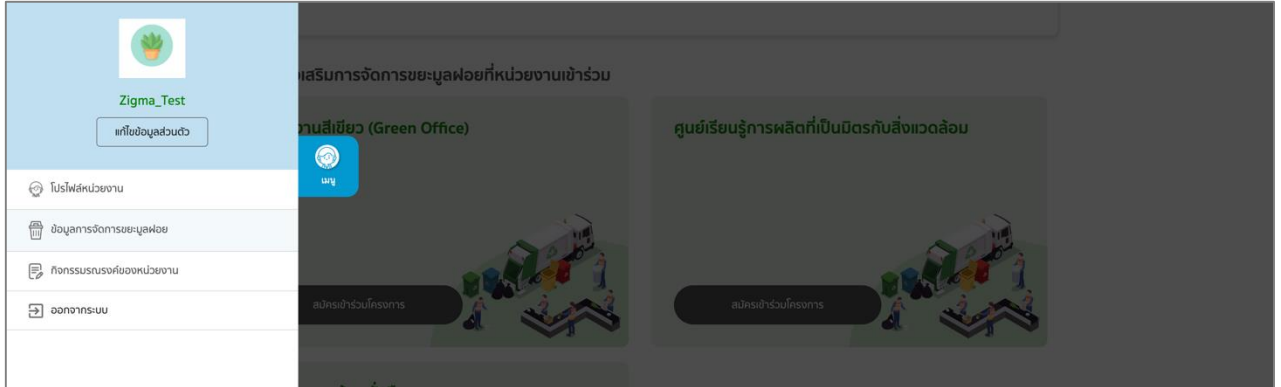 Zigma_Test
แก้ไขข้อมูลส่วนตัว
โปรไฟล์หน่วยงาน
ข้อมูลการจัดการขยะมูลฝอย
กิจกรรมรณรงค์ของหน่วยงาน
ออกจากระบบ
เมนู
เสริมการจัดการขยะมูลฝอยที่หน่วยงานเข้าร่วม
านสีเขียว (Green Office)
สมัครเข้าร่วมโครงการ
ศูนย์เรียนรู้การผลิตที่เป็นมิตรกับสิ่งแวดล้อม
สมัครเข้าร่วมโครงการ